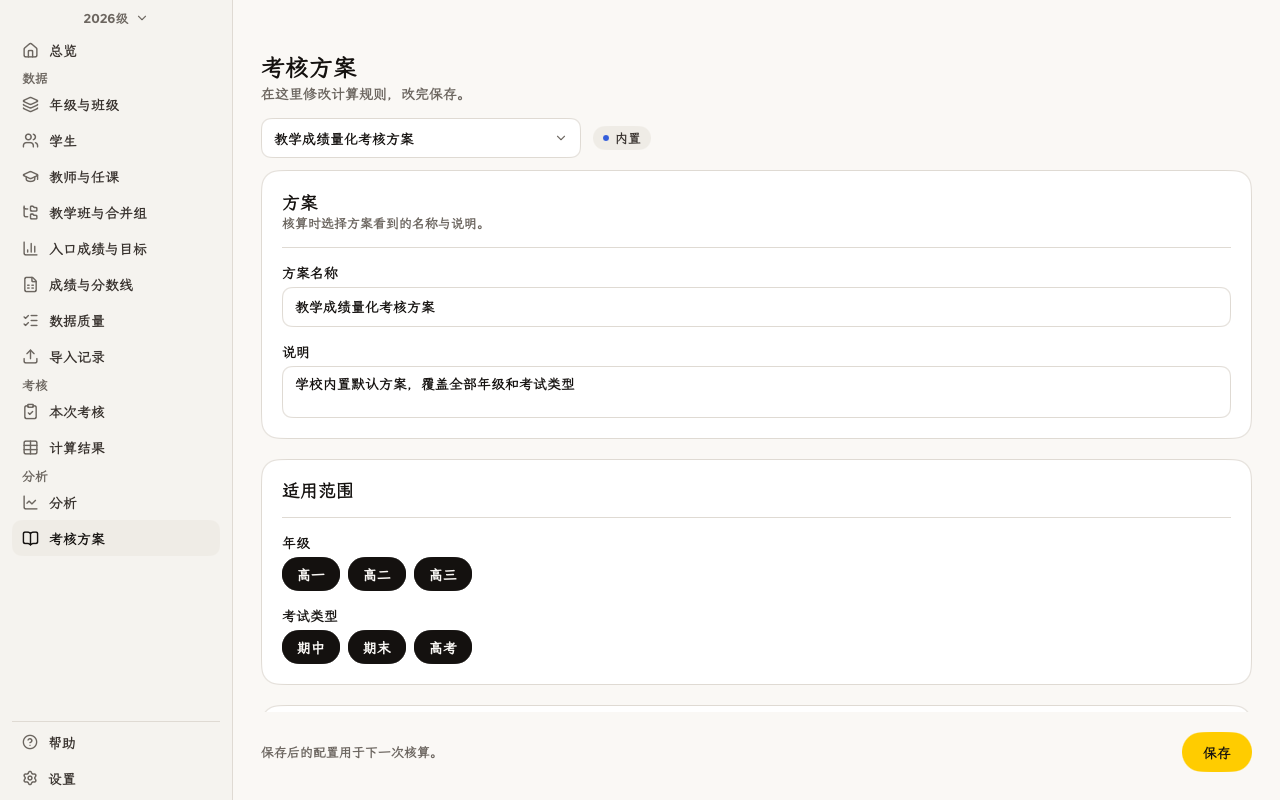 2026级
总览
数据
年级与班级
学生
教师与任课
教学班与合并组
入口成绩与目标
成绩与分数线
数据质量
导入记录
考核
本次考核
计算结果
分析
分析
考核方案
帮助
设置
考核方案
在这里修改计算规则，改完保存。
教学成绩量化考核方案
内置
方案
核算时选择方案看到的名称与说明。
方案名称
教学成绩量化考核方案
说明
学校内置默认方案，覆盖全部年级和考试类型
适用范围
年级
高一 高二 高三
考试类型
期中 期末 高考
保存后的配置用于下一次核算。
保存